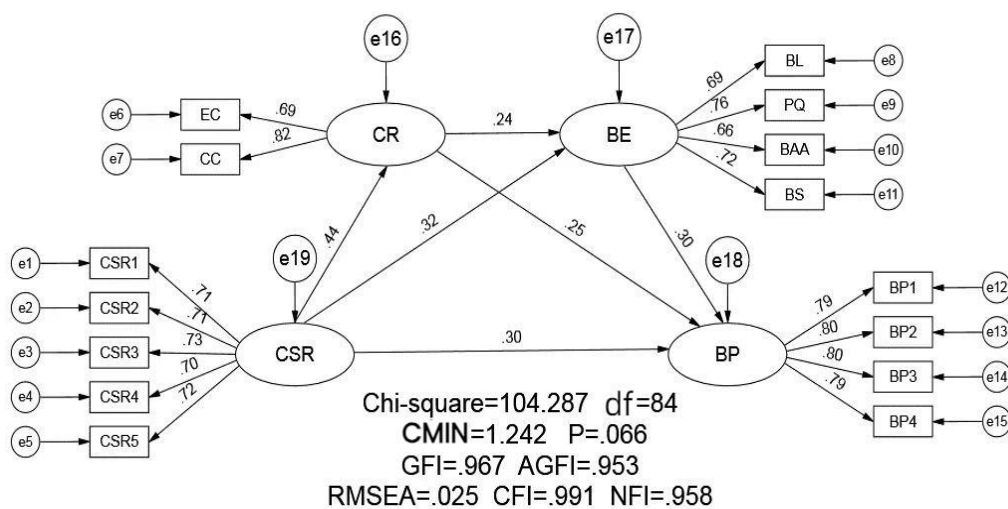 e16
e17
e6
EC
.69
CR
.24
BE
.69
BL
e8
.76
PQ
e9
e7
CC
.82
.66
BAA
e10
.72
BS
e11
.44
.32
.25
.30
e19
e18
e1
CSR1
.71
e2
CSR2
.71
e3
CSR3
.73
CSR
.30
BP
e4
CSR4
.70
e5
CSR5
.72
.79
BP1
e12
.80
BP2
e13
.80
BP3
e14
.79
BP4
e15
Chi-square=104.287 df=84
CMIN=1.242 P=.066
GFI=.967 AGFI=.953
RMSEA=.025 CFI=.991 NFI=.958